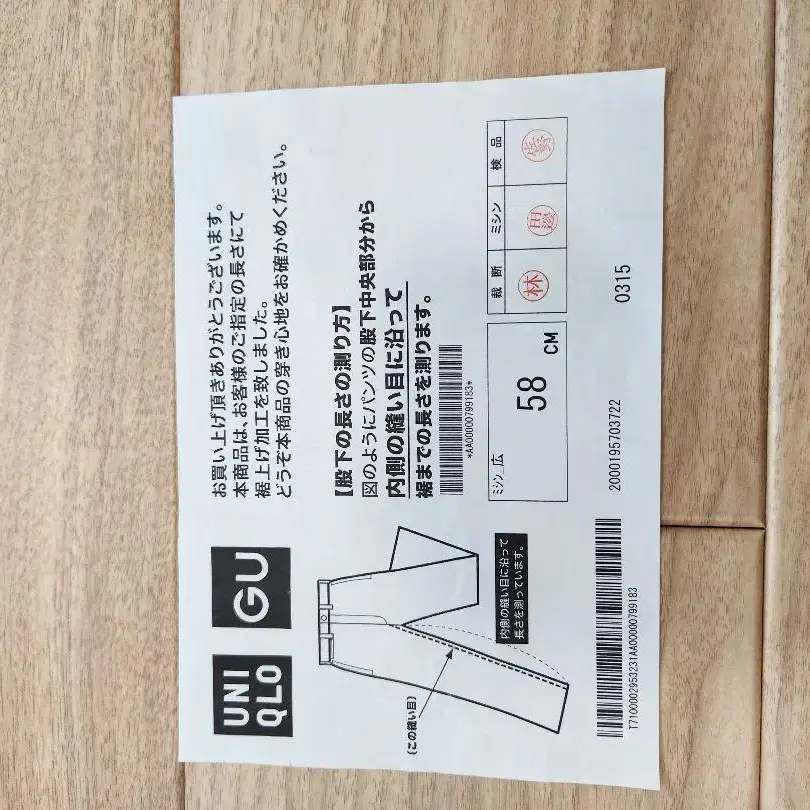 UNI
QLO
GU
お買い上げ頂きありがとうございます。
本商品は、お客様のご指定の長さにて
裾上げ加工を致しました。
どうぞ本商品の穿き心地をお確かめください。
【股下の長さの測り方】
図のようにパンツの股下中央部分から
内側の縫い目に沿って
裾までの長さを測ります。
*AA00000799183*
(この縫い目)
内側の縫い目に沿って
長さを測っています。
ミシン_広
58 CM
裁断 ミシン 検品
林
T7100002953231AA00000799183
2000195703722
0315